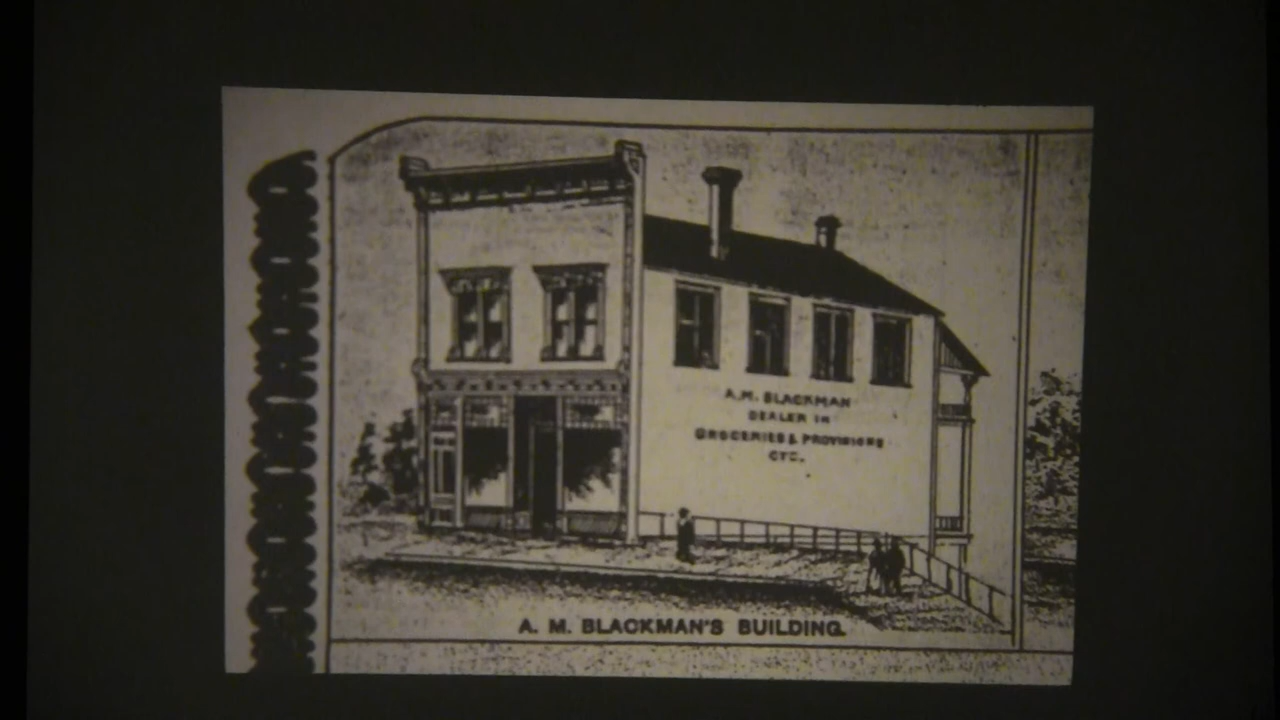 A.M. BLACKMAN
DEALER IN
GROCERIES & PROVISIONS
ETC.
A. M. BLACKMAN'S BUILDING.